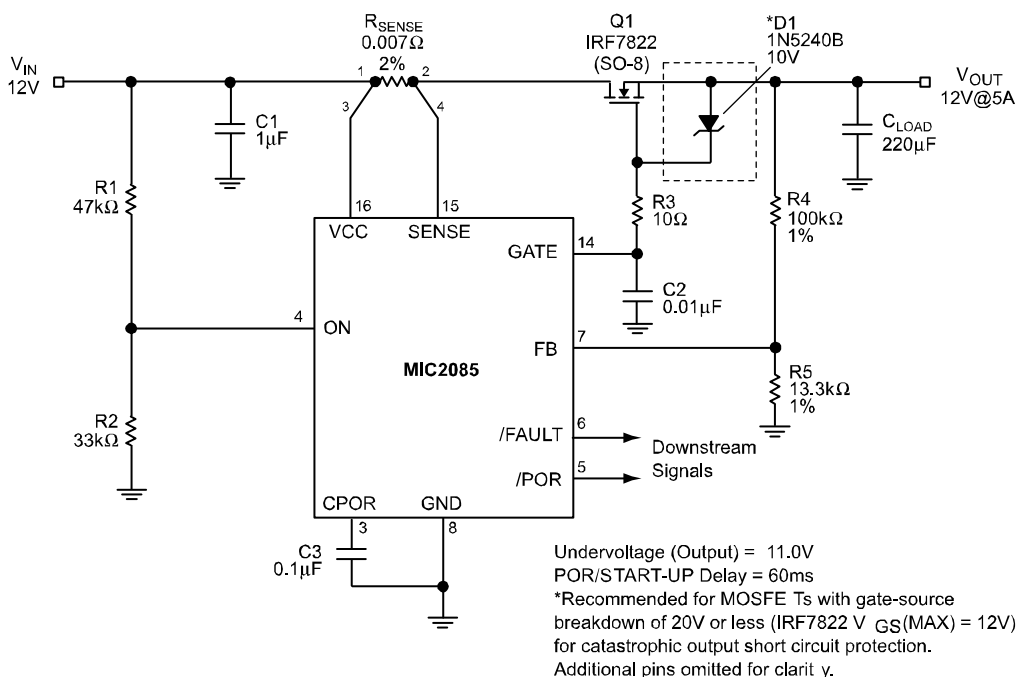 R SENSE
0.007Ω
2%
Q1
IRF7822
(SO-8)
*D1
1N5240B
10V
V IN
12V
1
2
3
4
V OUT
12V@5A
C1
1µF
C LOAD
220µF
R1
47kΩ
16
15
VCC
SENSE
R3
10Ω
R4
100kΩ
1%
GATE
14
C2
0.01µF
4
ON
7
FB
MIC2085
R5
13.3kΩ
1%
R2
33kΩ
/FAULT
6
Downstream
Signals
/POR
5
CPOR
GND
3
8
C3
0.1µF
Undervoltage (Output) = 11.0V
POR/START-UP Delay = 60ms
*Recommended for MOSFE Ts with gate-source
breakdown of 20V or less (IRF7822 V GS(MAX) = 12V)
for catastrophic output short circuit protection.
Additional pins omitted for clarit y.